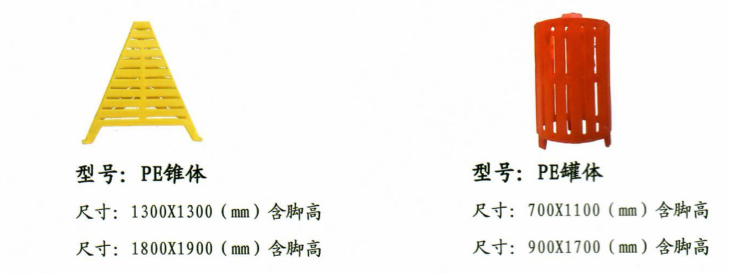 型号：PE锥体
尺寸：1300X1300（mm）含脚高
尺寸：1800X1900（mm）含脚高
型号：PE罐体
尺寸：700X1100（mm）含脚高
尺寸：900X1700（mm）含脚高